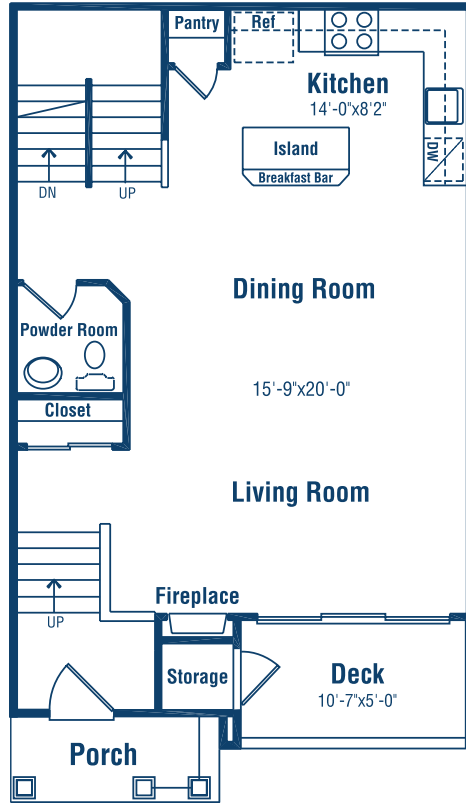 Pantry
Ref
Kitchen
14'-0"x8'2"
Island
Breakfast Bar
DW
DN
UP
Dining Room
Powder Room
15'-9"x20'-0"
Closet
Living Room
UP
Fireplace
Storage
Deck
10'-7"x5'-0"
Porch